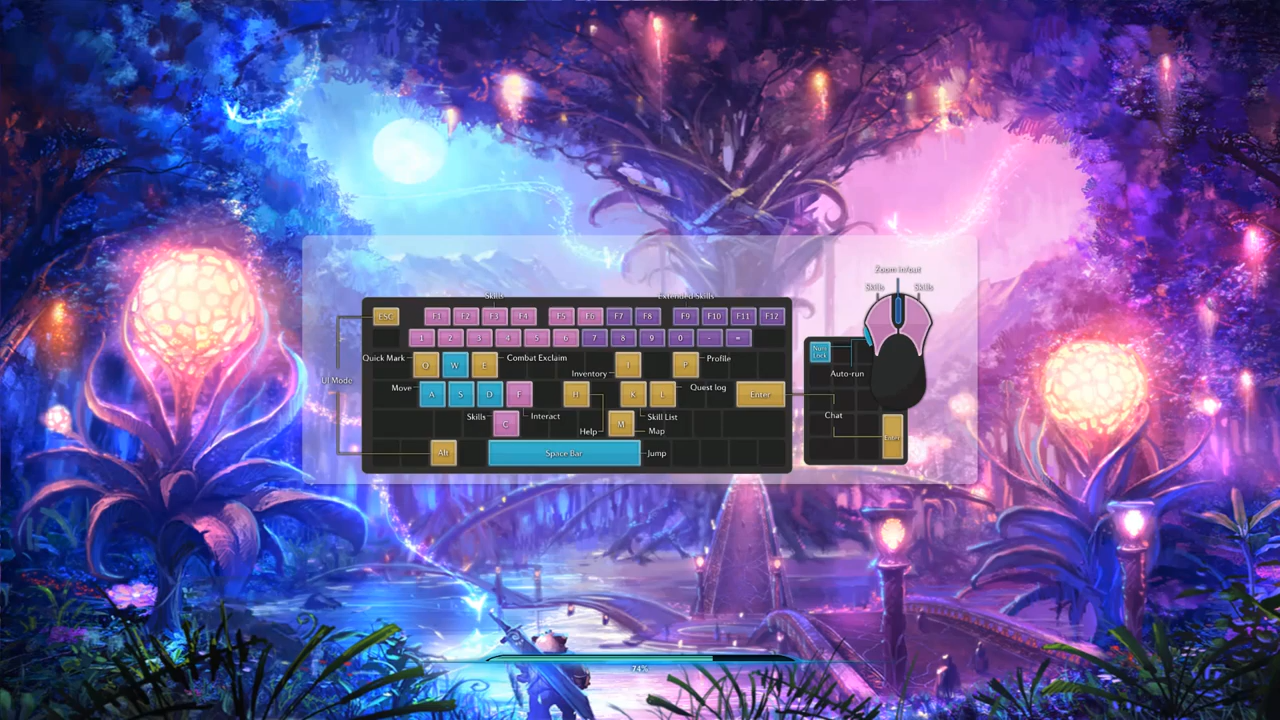 Zoom in/out
Skills Skills
Skills Extended Skills
ESC F1 F2 F3 F4 F5 F6 F7 F8 F9 F10 F11 F12
1 2 3 4 5 6 7 8 9 0 - =
Quick Mark Q W E Combat Exclaim Inventory I P Profile
Num Lock
Auto-run
UI Mode
Move A S D F H K L Quest log Enter
Skills C Interact Help M Skill List
Map
Chat
Enter
Alt Space Bar Jump
74%